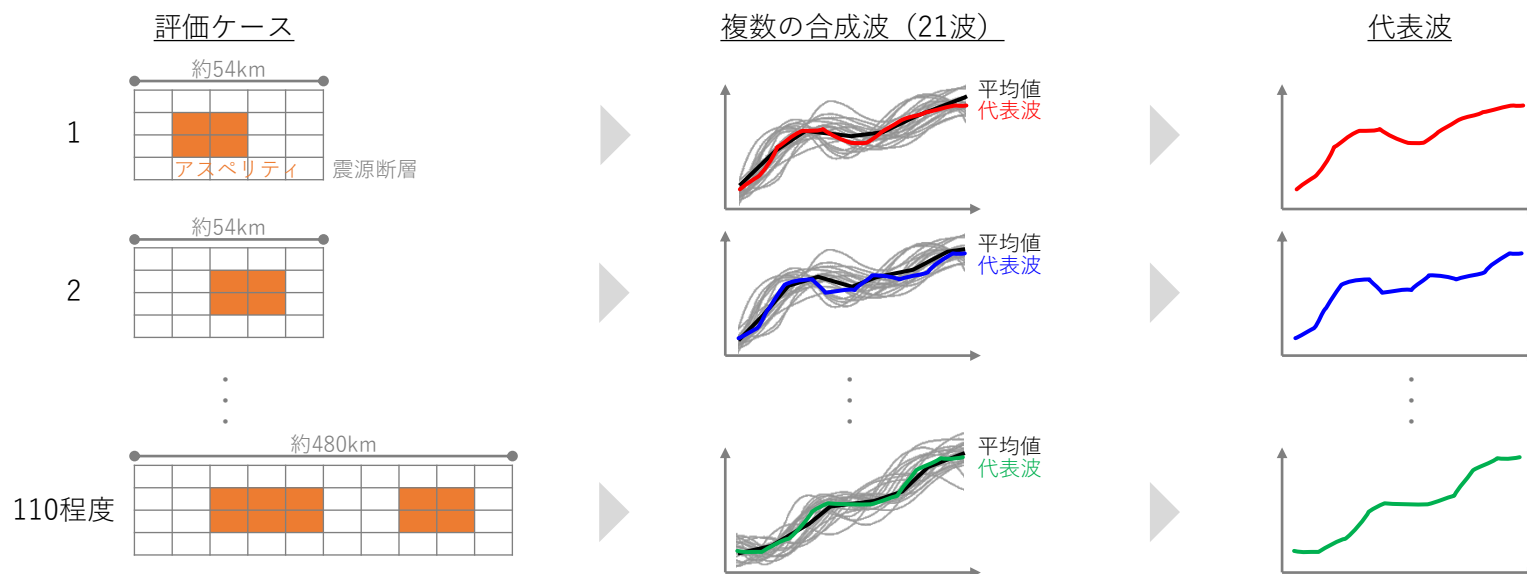 評価ケース
複数の合成波（21波）
代表波
約54km
1
アスペリティ
震源断層
平均値
代表波
約54km
2
平均値
代表波
約480km
110程度
平均値
代表波